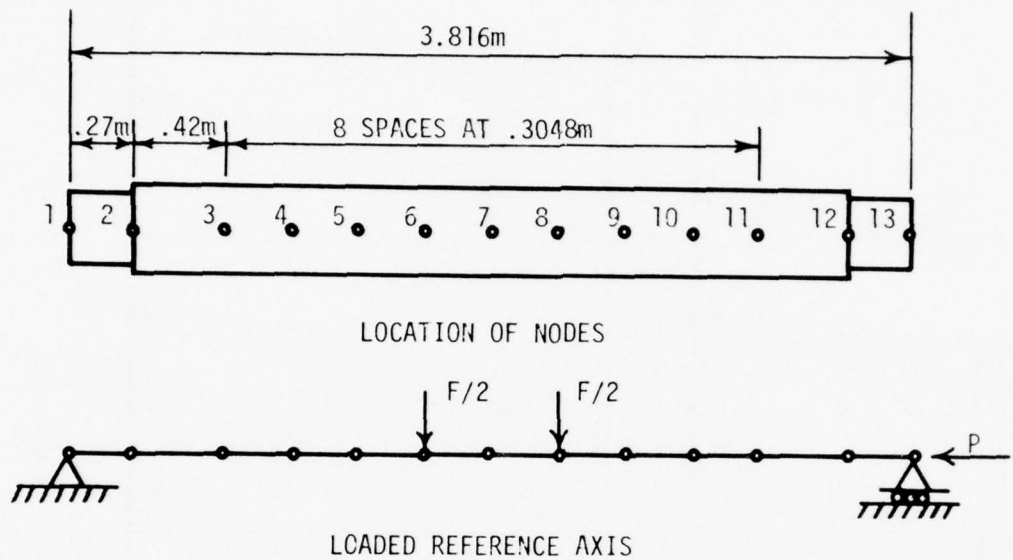 3.816m
.27m .42m 8 SPACES AT .3048m
1 2 3 4 5 6 7 8 9 10 11 12 13
LOCATION OF NODES
F/2 F/2
P
LOADED REFERENCE AXIS